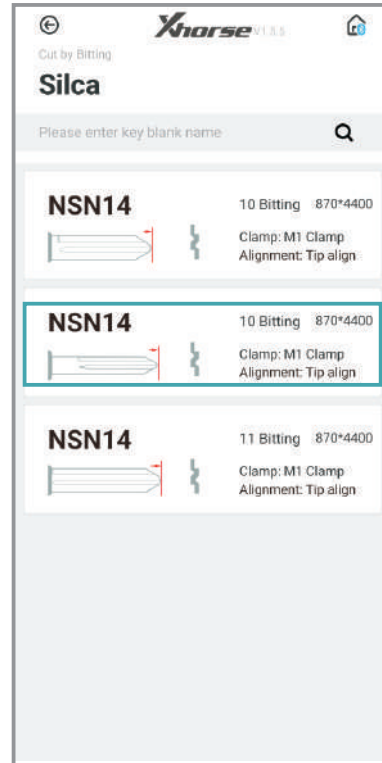 Xhorse V1.5.5
Cut by Bitting
Silca
Please enter key blank name
NSN14
10 Bitting 870*4400
Clamp: M1 Clamp
Alignment: Tip align
NSN14
10 Bitting 870*4400
Clamp: M1 Clamp
Alignment: Tip align
NSN14
11 Bitting 870*4400
Clamp: M1 Clamp
Alignment: Tip align